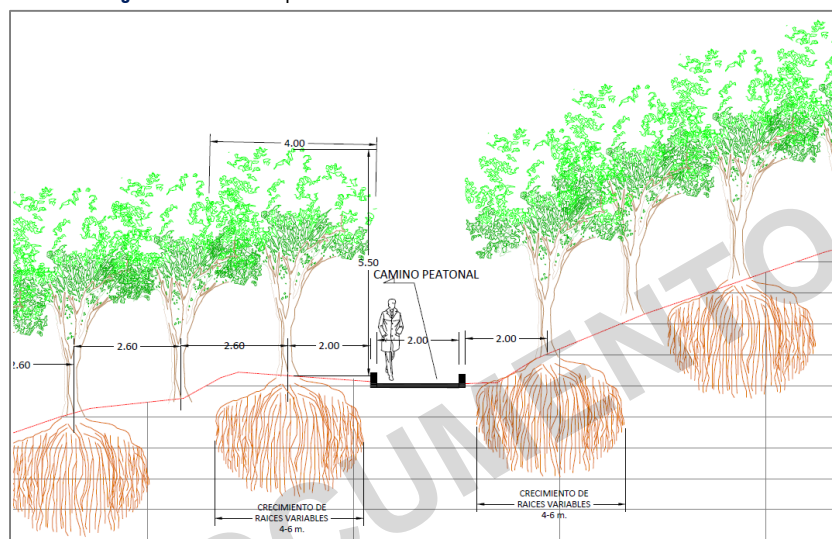 4.00
5.50
CAMINO PEATONAL
2.60
2.60
2.60
2.00
2.00
2.00
CRECIMIENTO DE
RAICES VARIABLES
4-6 m.
CRECIMIENTO DE
RAICES VARIABLES
4-6 m.
CUMENTO